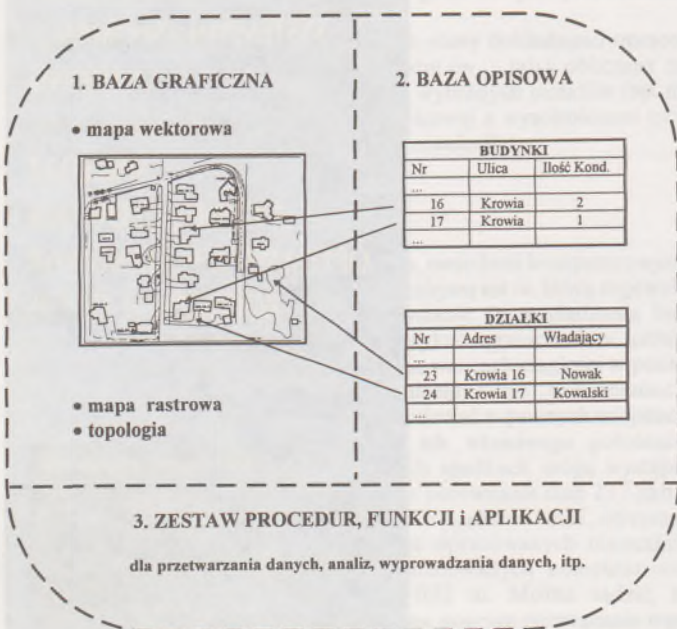 1. BAZA GRAFICZNA
• mapa wektorowa
• mapa rastrowa
• topologia
2. BAZA OPISOWA
BUDYNKI
Nr Ulica Ilość Kond.
...
16 Krowia 2
17 Krowia 1
...
DZIAŁKI
Nr Adres Władający
...
23 Krowia 16 Nowak
24 Krowia 17 Kowalski
...
3. ZESTAW PROCEDUR, FUNKCJI i APLIKACJI
dla przetwarzania danych, analiz, wyprowadzania danych, itp.